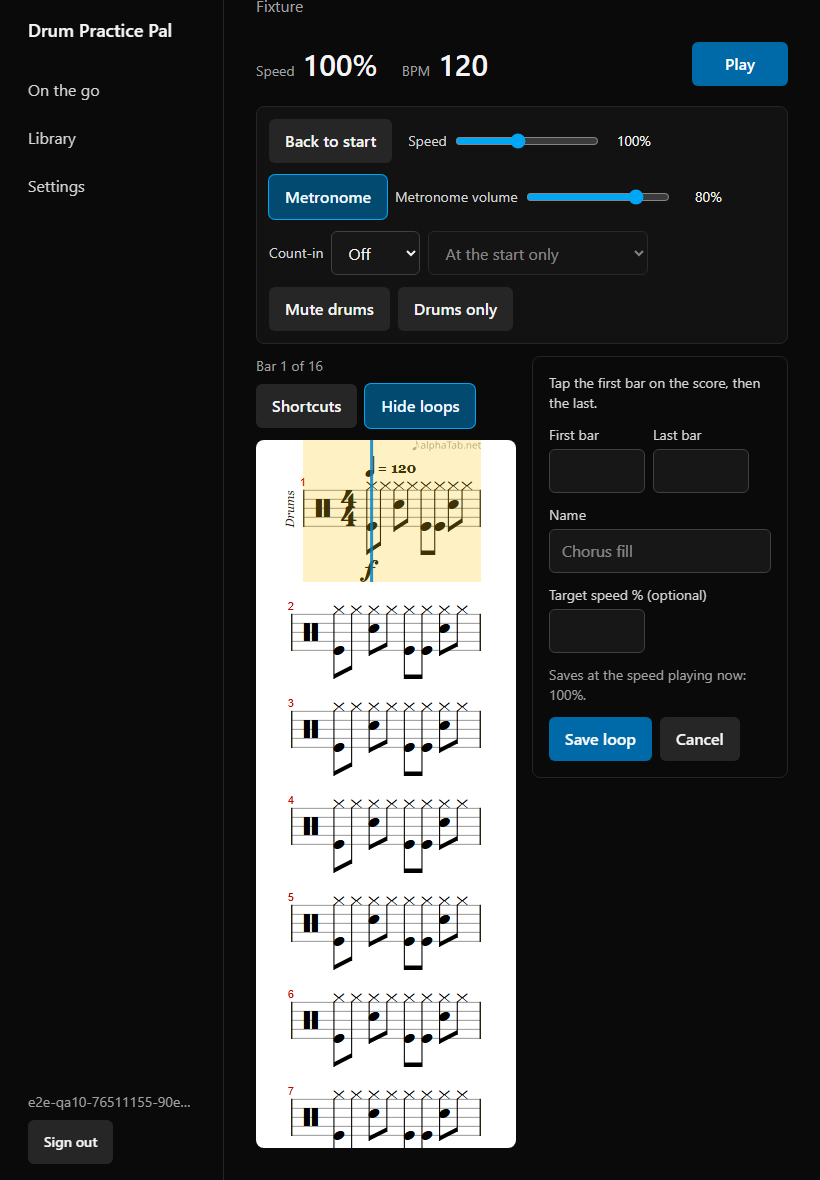 Drum Practice Pal
On the go
Library
Settings
e2e-qa10-76511155-90e...
Sign out
Fixture
Speed 100% BPM 120
Play
Back to start Speed 100%
Metronome Metronome volume 80%
Count-in Off At the start only
Mute drums Drums only
Bar 1 of 16
Shortcuts Hide loops
♪alphaTab.net
= 120
1
Drums
4
4
f
2
3
4
5
6
7
Tap the first bar on the score, then
the last.
First bar Last bar
Name
Chorus fill
Target speed % (optional)
Saves at the speed playing now:
100%.
Save loop Cancel